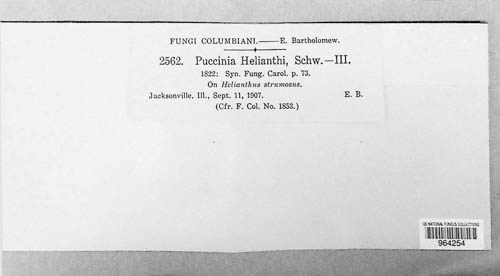 FUNGI COLUMBIANI.—E. Bartholomew.
2562. Puccinia Helianthi, Schw.—III.
1822: Syn. Fung. Carol. p. 73.
On Helianthus strumosus.
Jacksonville, Ill., Sept. 11, 1907. E. B.
(Cfr. F. Col. No. 1853.)
US NATIONAL FUNGUS COLLECTIONS
964254